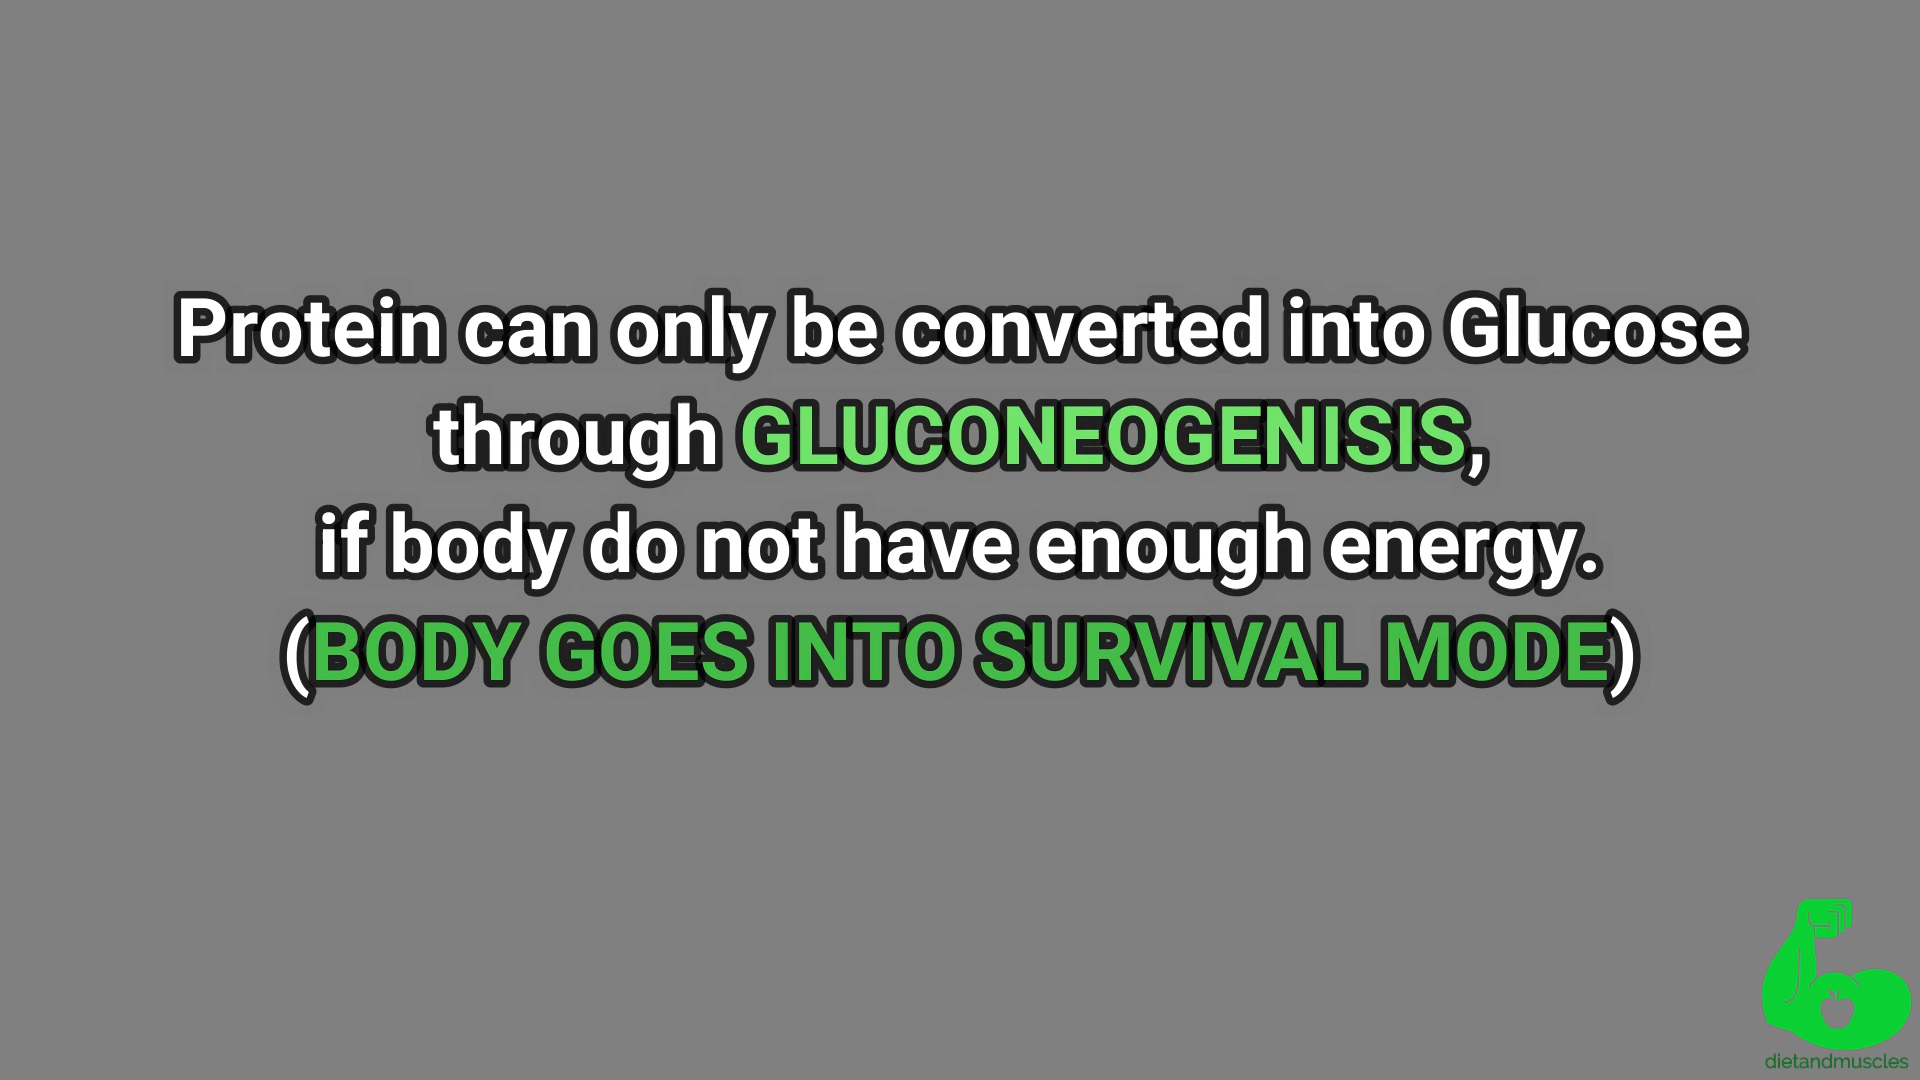 Protein can only be converted into Glucose
through GLUCONEOGENISIS,
if body do not have enough energy.
(BODY GOES INTO SURVIVAL MODE)
dietandmuscles